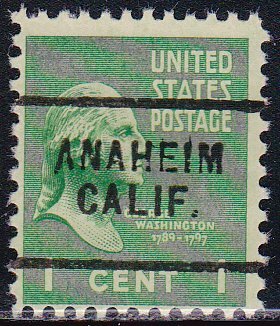 UNITED
STATES
POSTAGE
ANAHEIM
CALIF.
WASHINGTON
1789-1797
1 CENT 1